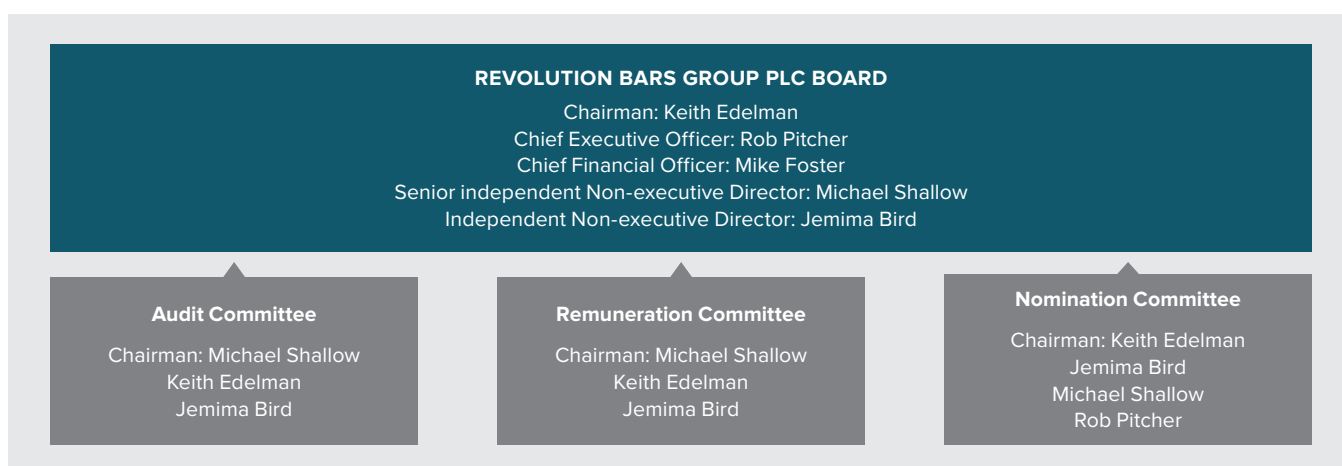 REVOLUTION BARS GROUP PLC BOARD
Chairman: Keith Edelman
Chief Executive Officer: Rob Pitcher
Chief Financial Officer: Mike Foster
Senior independent Non-executive Director: Michael Shallow
Independent Non-executive Director: Jemima Bird
Audit Committee
Chairman: Michael Shallow
Keith Edelman
Jemima Bird
Remuneration Committee
Chairman: Michael Shallow
Keith Edelman
Jemima Bird
Nomination Committee
Chairman: Keith Edelman
Jemima Bird
Michael Shallow
Rob Pitcher